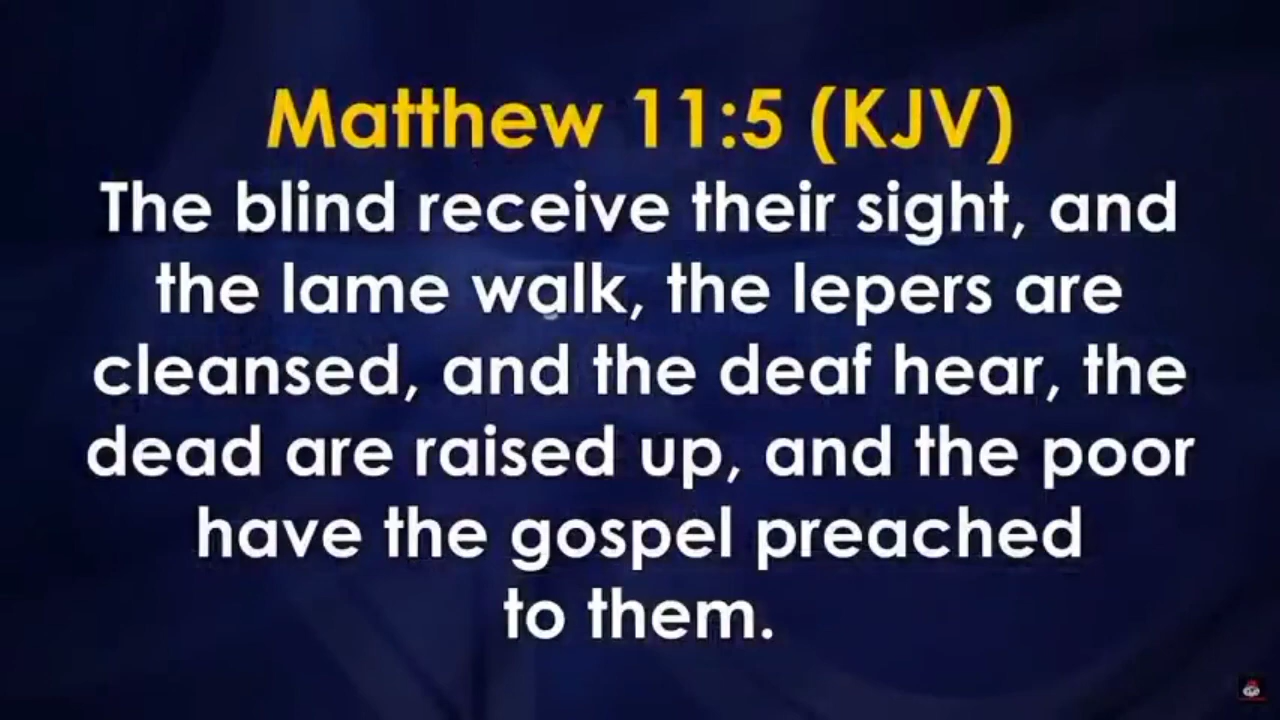 Matthew 11:5 (KJV)
The blind receive their sight, and
the lame walk, the lepers are
cleansed, and the deaf hear, the
dead are raised up, and the poor
have the gospel preached
to them.